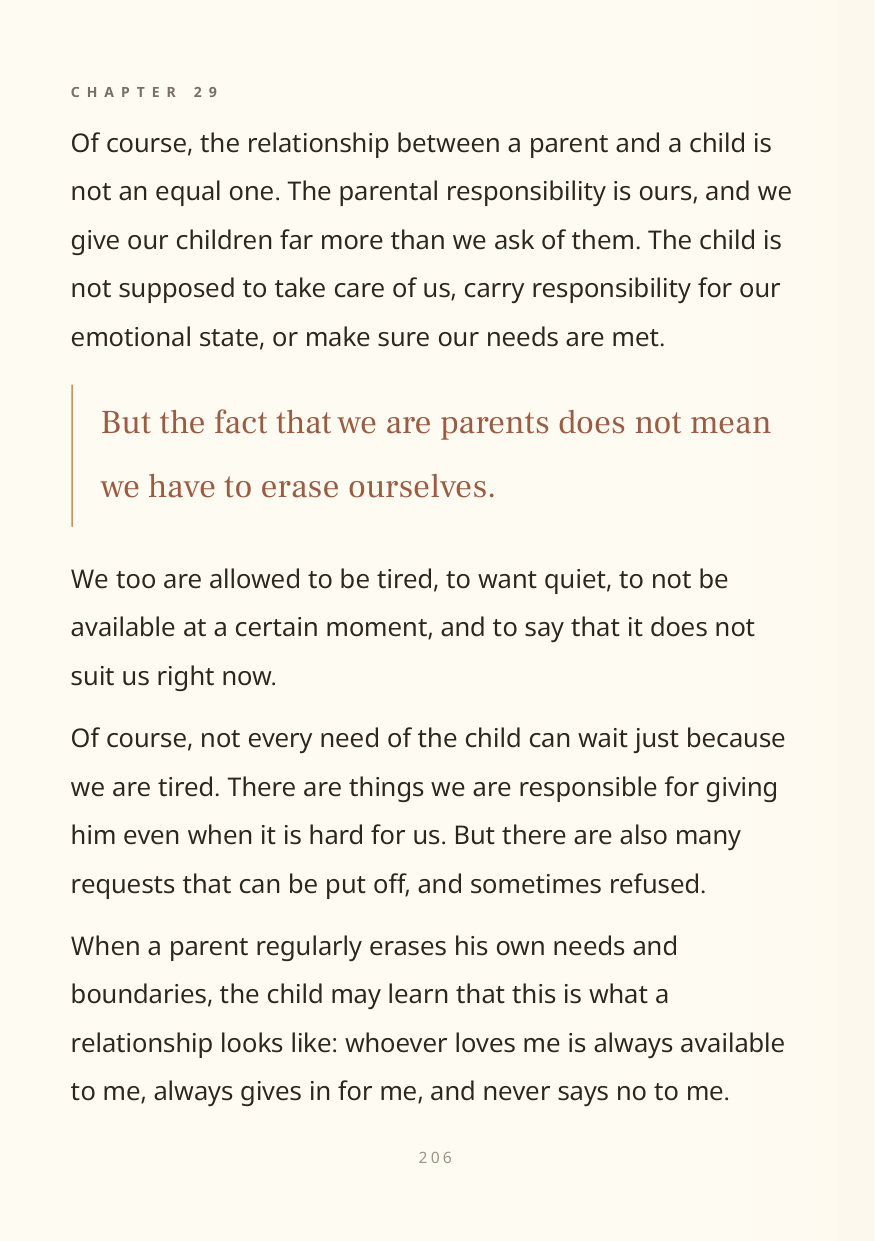 CHAPTER 29
Of course, the relationship between a parent and a child is
not an equal one. The parental responsibility is ours, and we
give our children far more than we ask of them. The child is
not supposed to take care of us, carry responsibility for our
emotional state, or make sure our needs are met.
But the fact that we are parents does not mean
we have to erase ourselves.
We too are allowed to be tired, to want quiet, to not be
available at a certain moment, and to say that it does not
suit us right now.
Of course, not every need of the child can wait just because
we are tired. There are things we are responsible for giving
him even when it is hard for us. But there are also many
requests that can be put off, and sometimes refused.
When a parent regularly erases his own needs and
boundaries, the child may learn that this is what a
relationship looks like: whoever loves me is always available
to me, always gives in for me, and never says no to me.
206